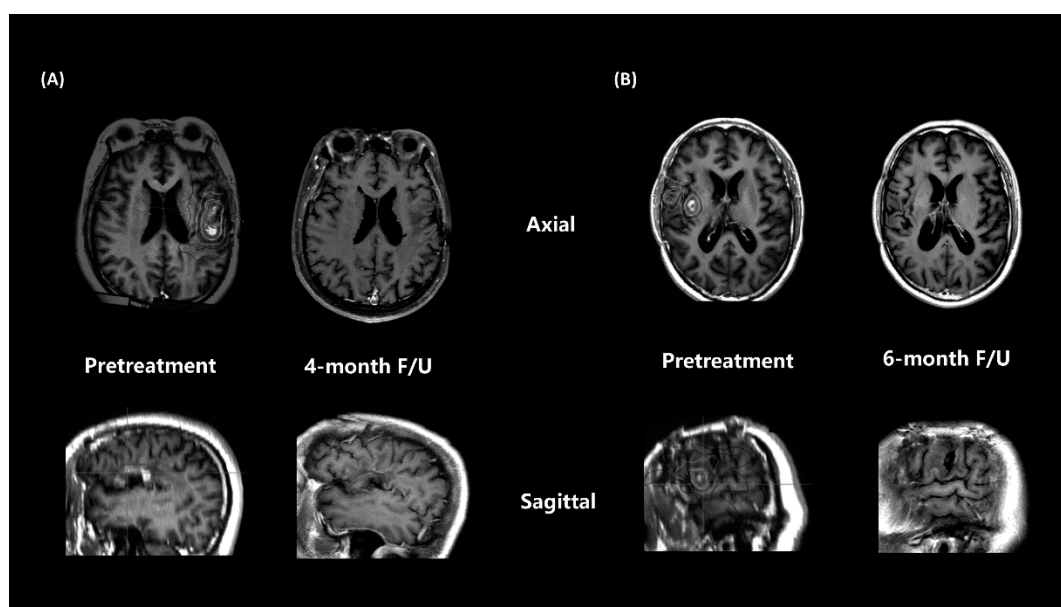 (A)
(B)
Axial
Pretreatment
4-month F/U
Pretreatment
6-month F/U
Sagittal